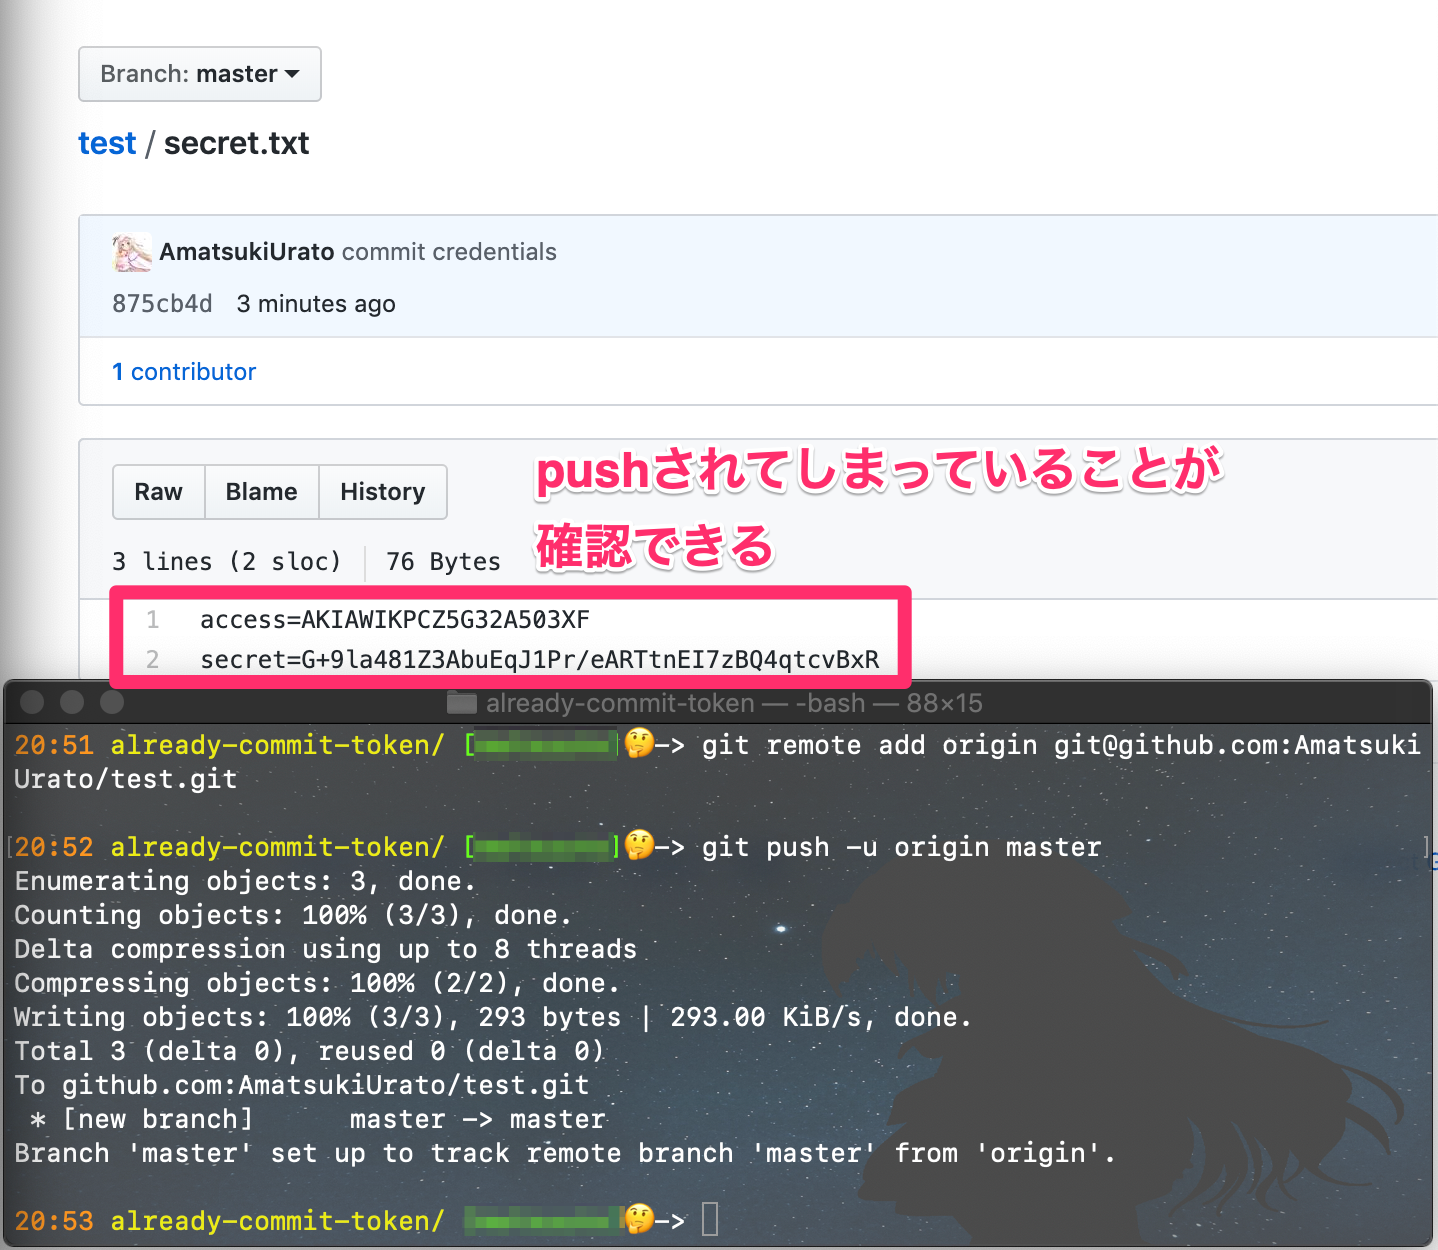 Branch: master
test / secret.txt
AmatsukiUrato commit credentials
875cb4d 3 minutes ago
1 contributor
pushされてしまっていることが
確認できる
Raw Blame History
3 lines (2 sloc) 76 Bytes
1 access=AKIAWIKPCZ5G32A503XF
2 secret=G+9la481Z3AbuEqJ1Pr/eARTtnEI7zBQ4qtcvBxR
already-commit-token — -bash — 88×15
20:51 already-commit-token/ [ ]🤔—> git remote add origin git@github.com:Amatsuki
Urato/test.git
[20:52 already-commit-token/ [ ]🤔—> git push -u origin master ]
Enumerating objects: 3, done.
Counting objects: 100% (3/3), done.
Delta compression using up to 8 threads
Compressing objects: 100% (2/2), done.
Writing objects: 100% (3/3), 293 bytes | 293.00 KiB/s, done.
Total 3 (delta 0), reused 0 (delta 0)
To github.com:AmatsukiUrato/test.git
* [new branch] master -> master
Branch 'master' set up to track remote branch 'master' from 'origin'.
20:53 already-commit-token/ 🤔—>